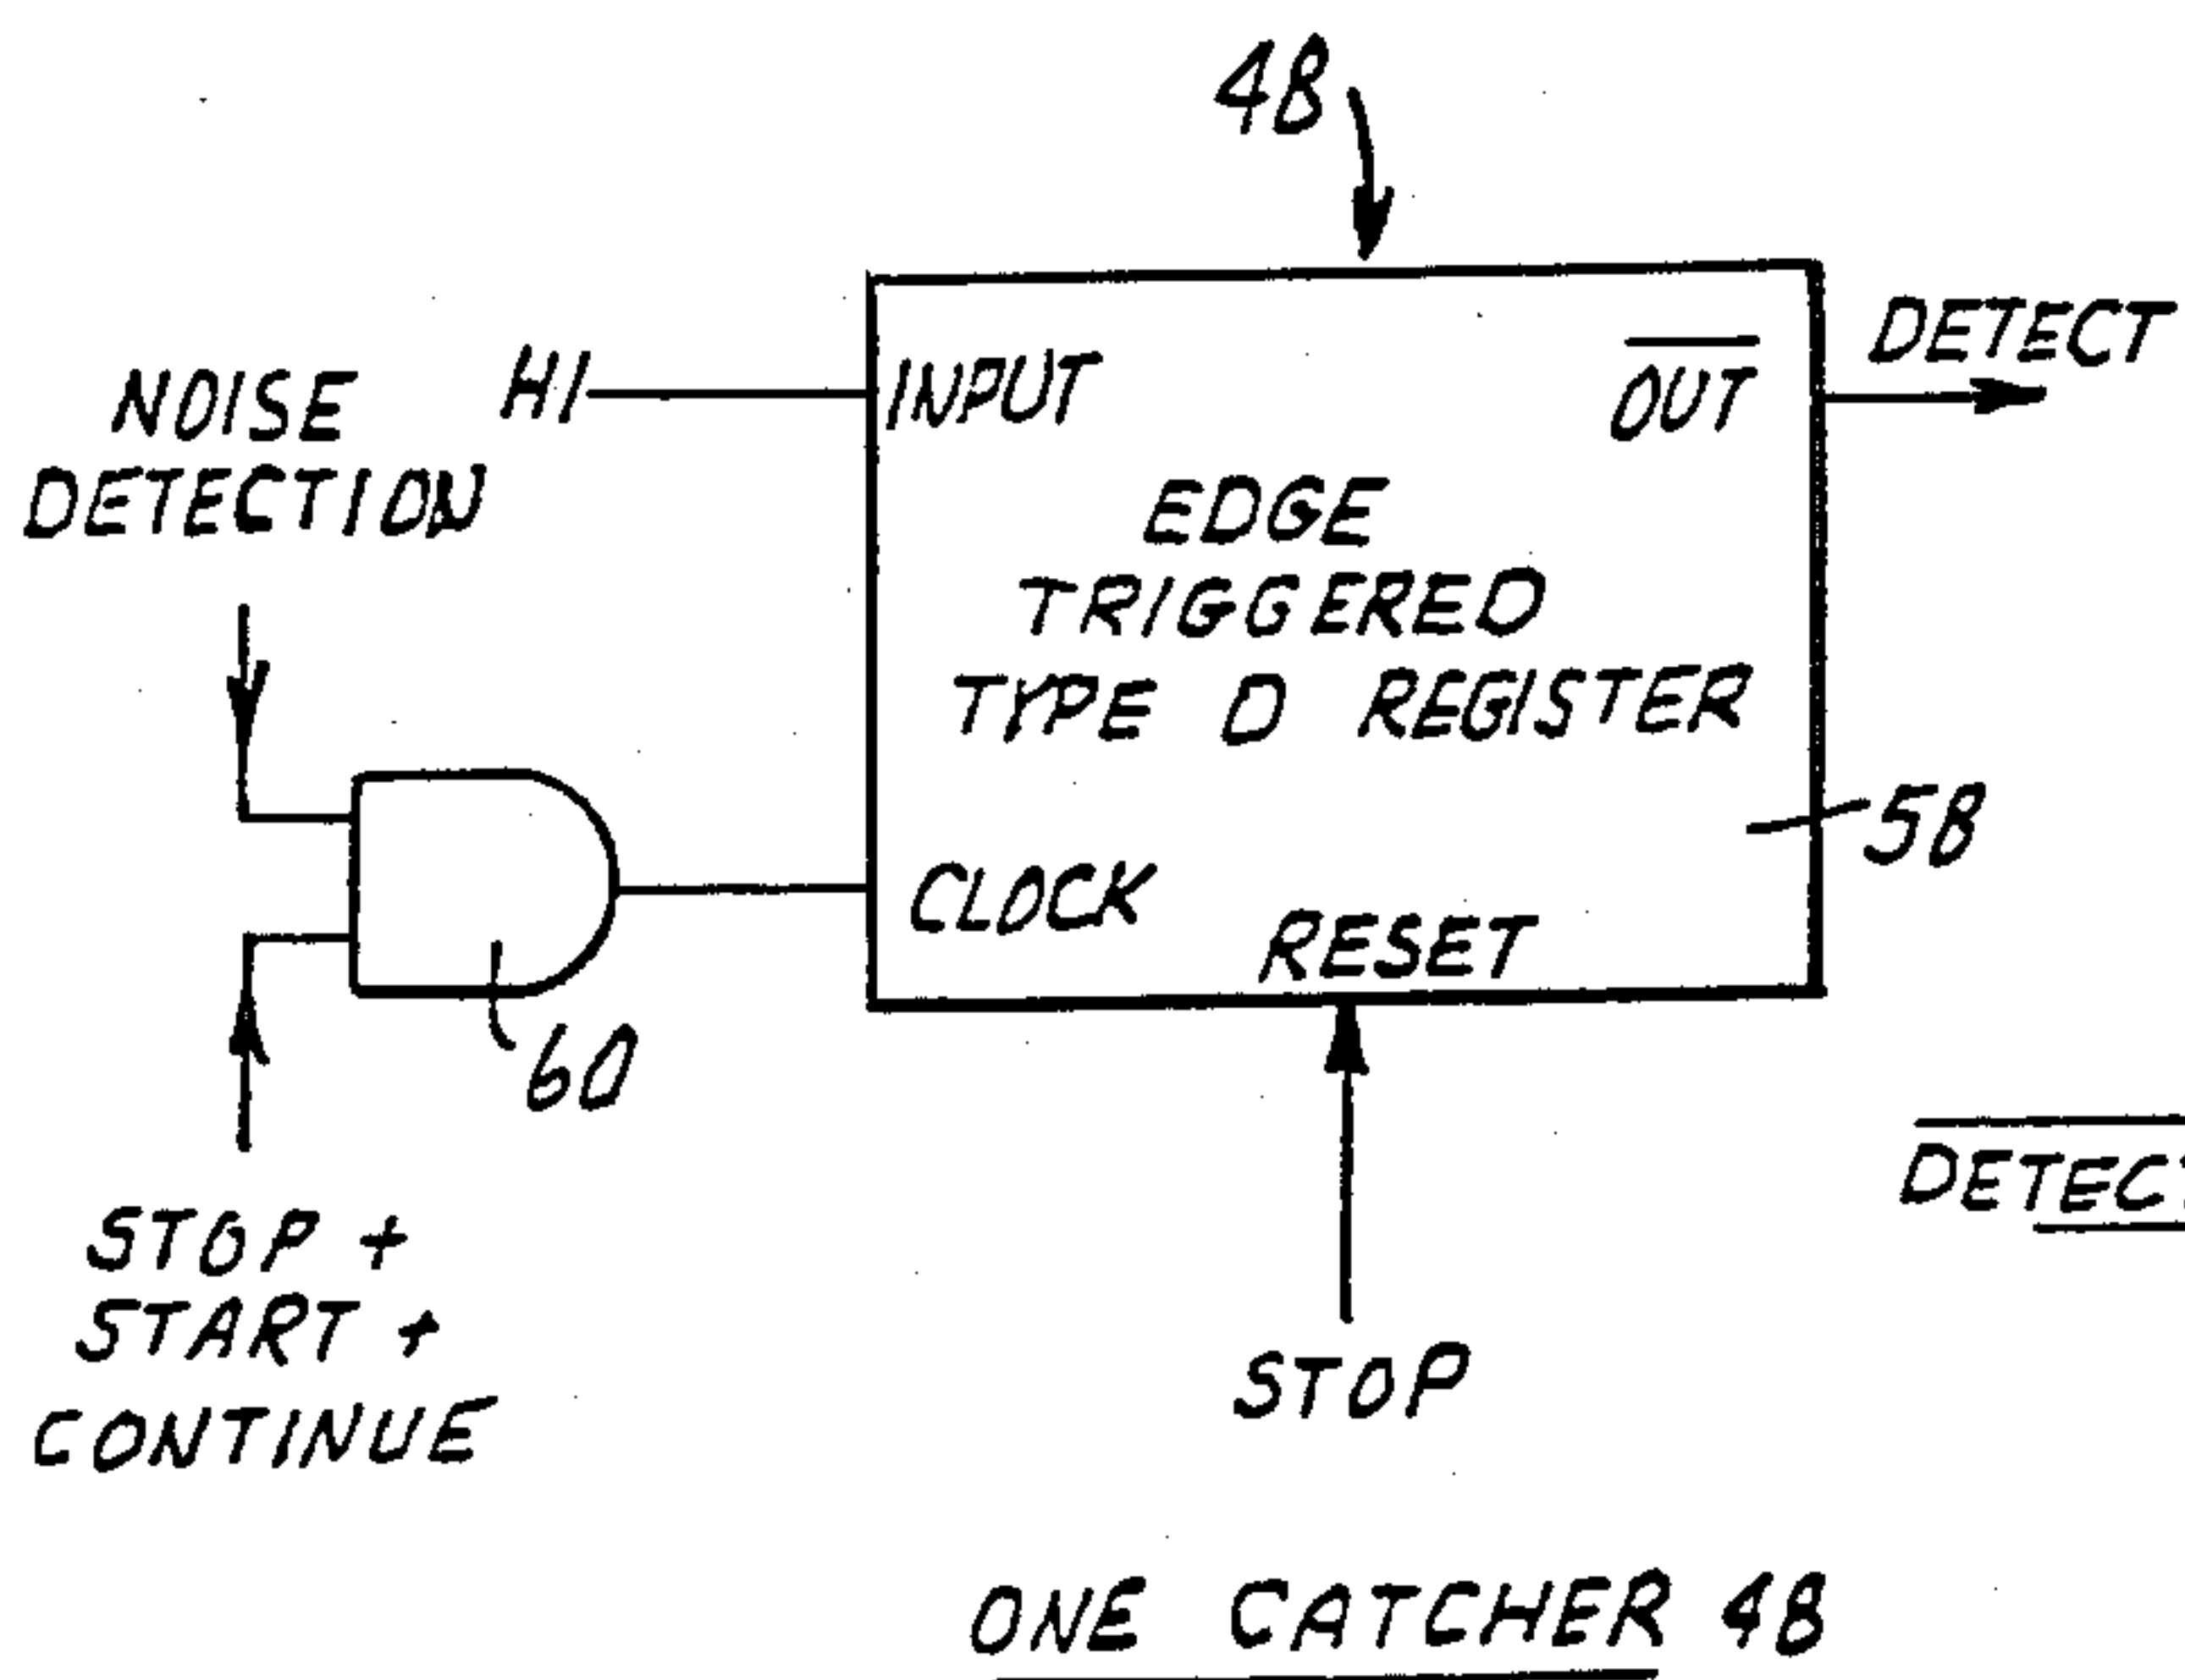 48
NOISE
DETECTION
HI
INPUT
OUT
DETECT
EDGE
TRIGGERED
TYPE D REGISTER
58
CLOCK
RESET
60
STOP +
START +
CONTINUE
STOP
DETECT
ONE CATCHER 48